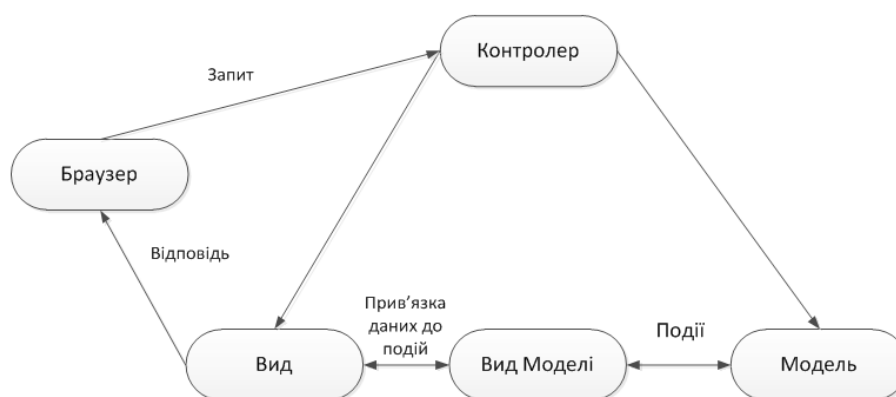 Контролер
Запит
Браузер
Відповідь
Прив’язка
даних до
подій
Події
Вид
Вид Моделі
Модель